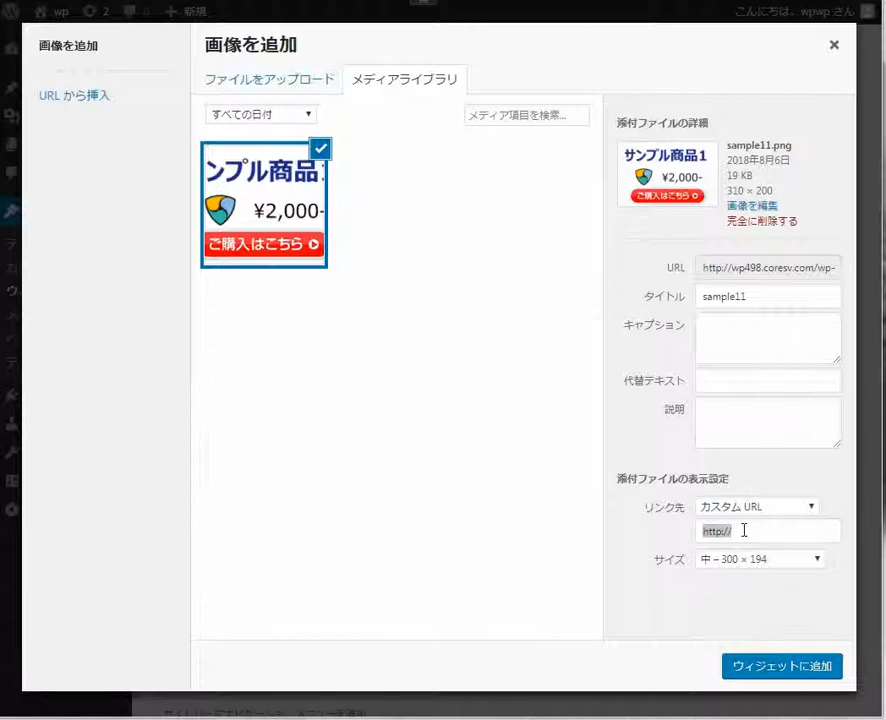 wp 2 0 新規 こんにちは、wpwp さん
画像を追加
URL から挿入
画像を追加
ファイルをアップロード メディアライブラリ
すべての日付 メディア項目を検索...
ンプル商品1
¥2,000-
ご購入はこちら
添付ファイルの詳細
サンプル商品1
¥2,000-
ご購入はこちら
sample11.png
2018年8月6日
19 KB
310 × 200
画像を編集
完全に削除する
URL http://wp498.coresv.com/wp-
タイトル sample11
キャプション
代替テキスト
説明
添付ファイルの表示設定
リンク先 カスタム URL
http://
サイズ 中 – 300 × 194
ウィジェットに追加